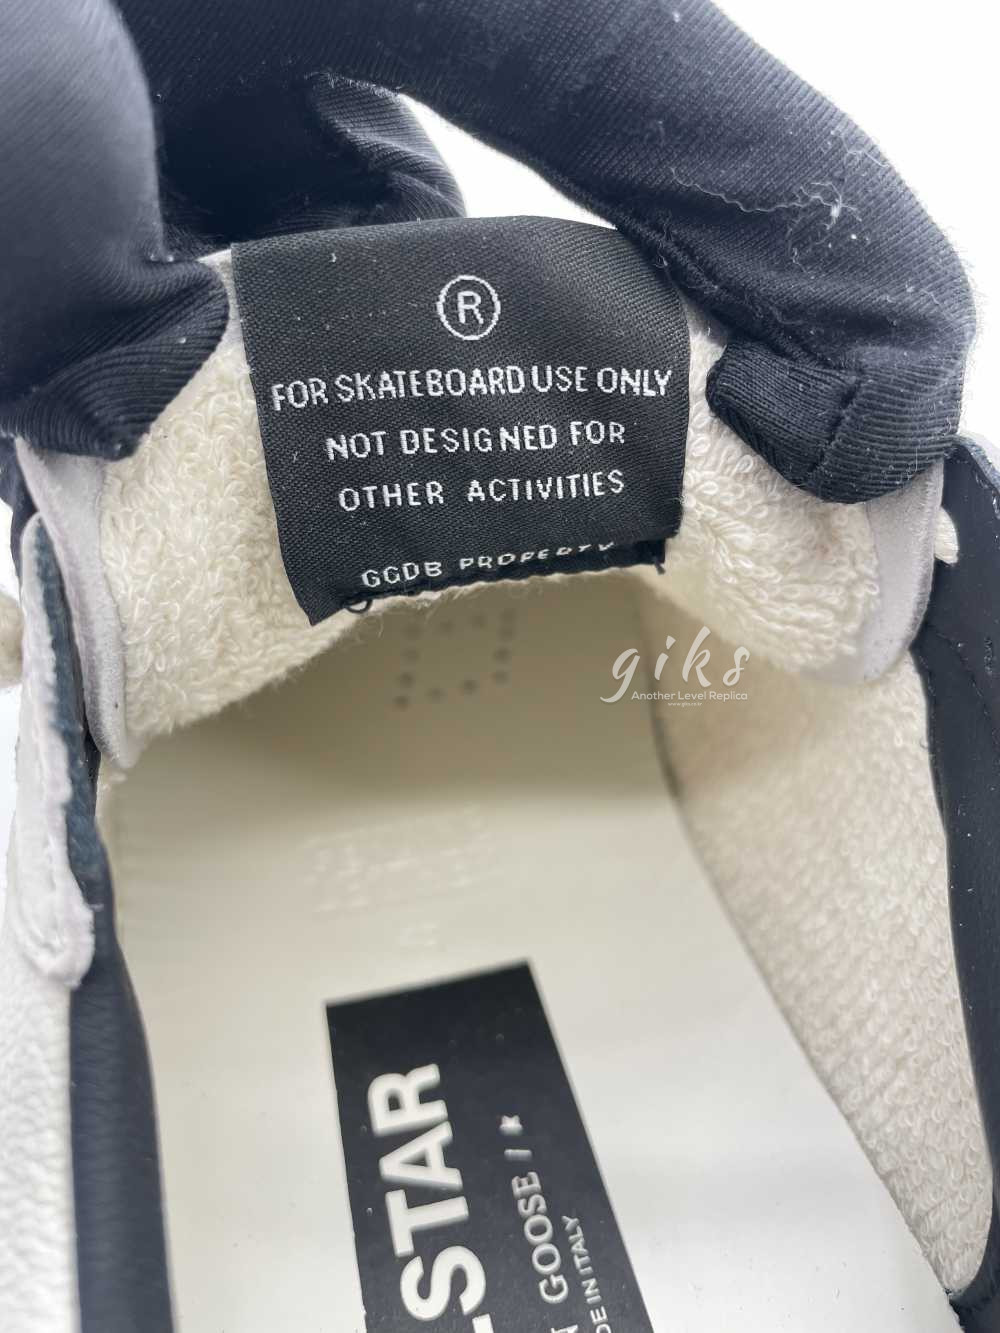 ®
FOR SKATEBOARD USE ONLY
NOT DESIGNED FOR
OTHER ACTIVITIES
GGDB PROPERTY
giks
Another Level Replica
STAR
GOOSE /
DE IN ITALY